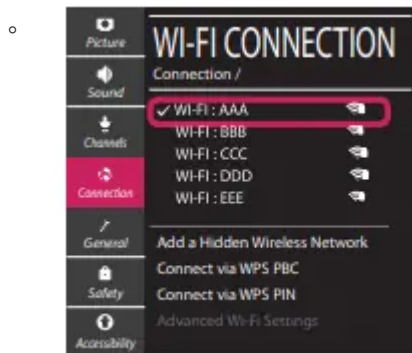 Picture
Sound
Channels
Connection
General
Safety
Accessibility
WI-FI CONNECTION
Connection /
✓ WI-FI : AAA
WI-FI : BBB
WI-FI : CCC
WI-FI : DDD
WI-FI : EEE
Add a Hidden Wireless Network
Connect via WPS PBC
Connect via WPS PIN
Advanced Wi-Fi Settings